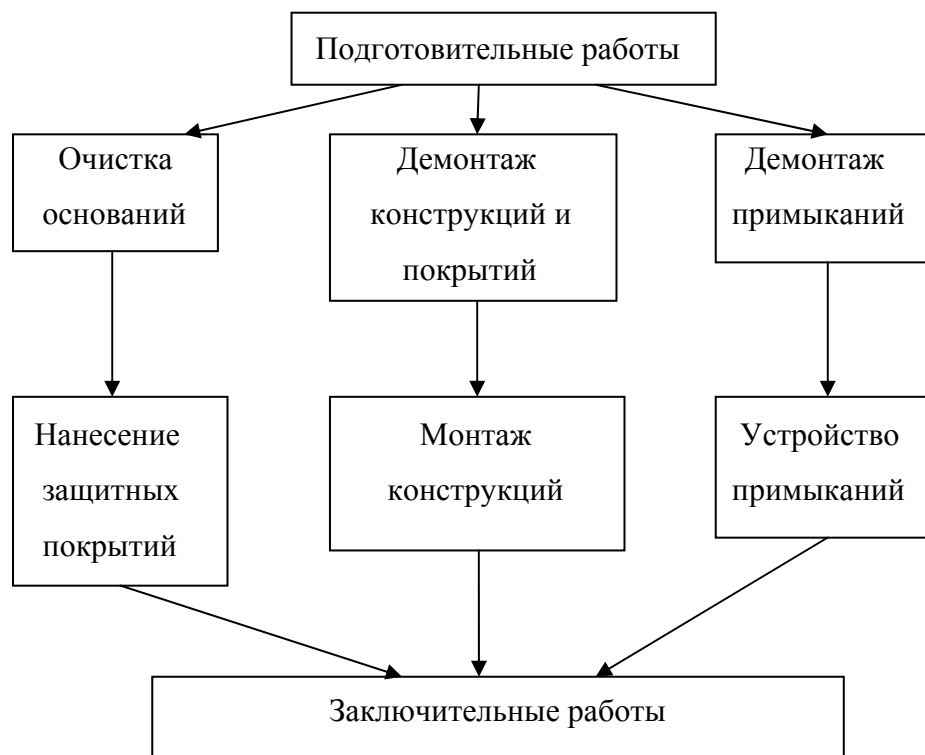 Подготовительные работы
Очистка
оснований
Демонтаж
конструкций и
покрытий
Демонтаж
примыканий
Нанесение
защитных
покрытий
Монтаж
конструкций
Устройство
примыканий
Заключительные работы